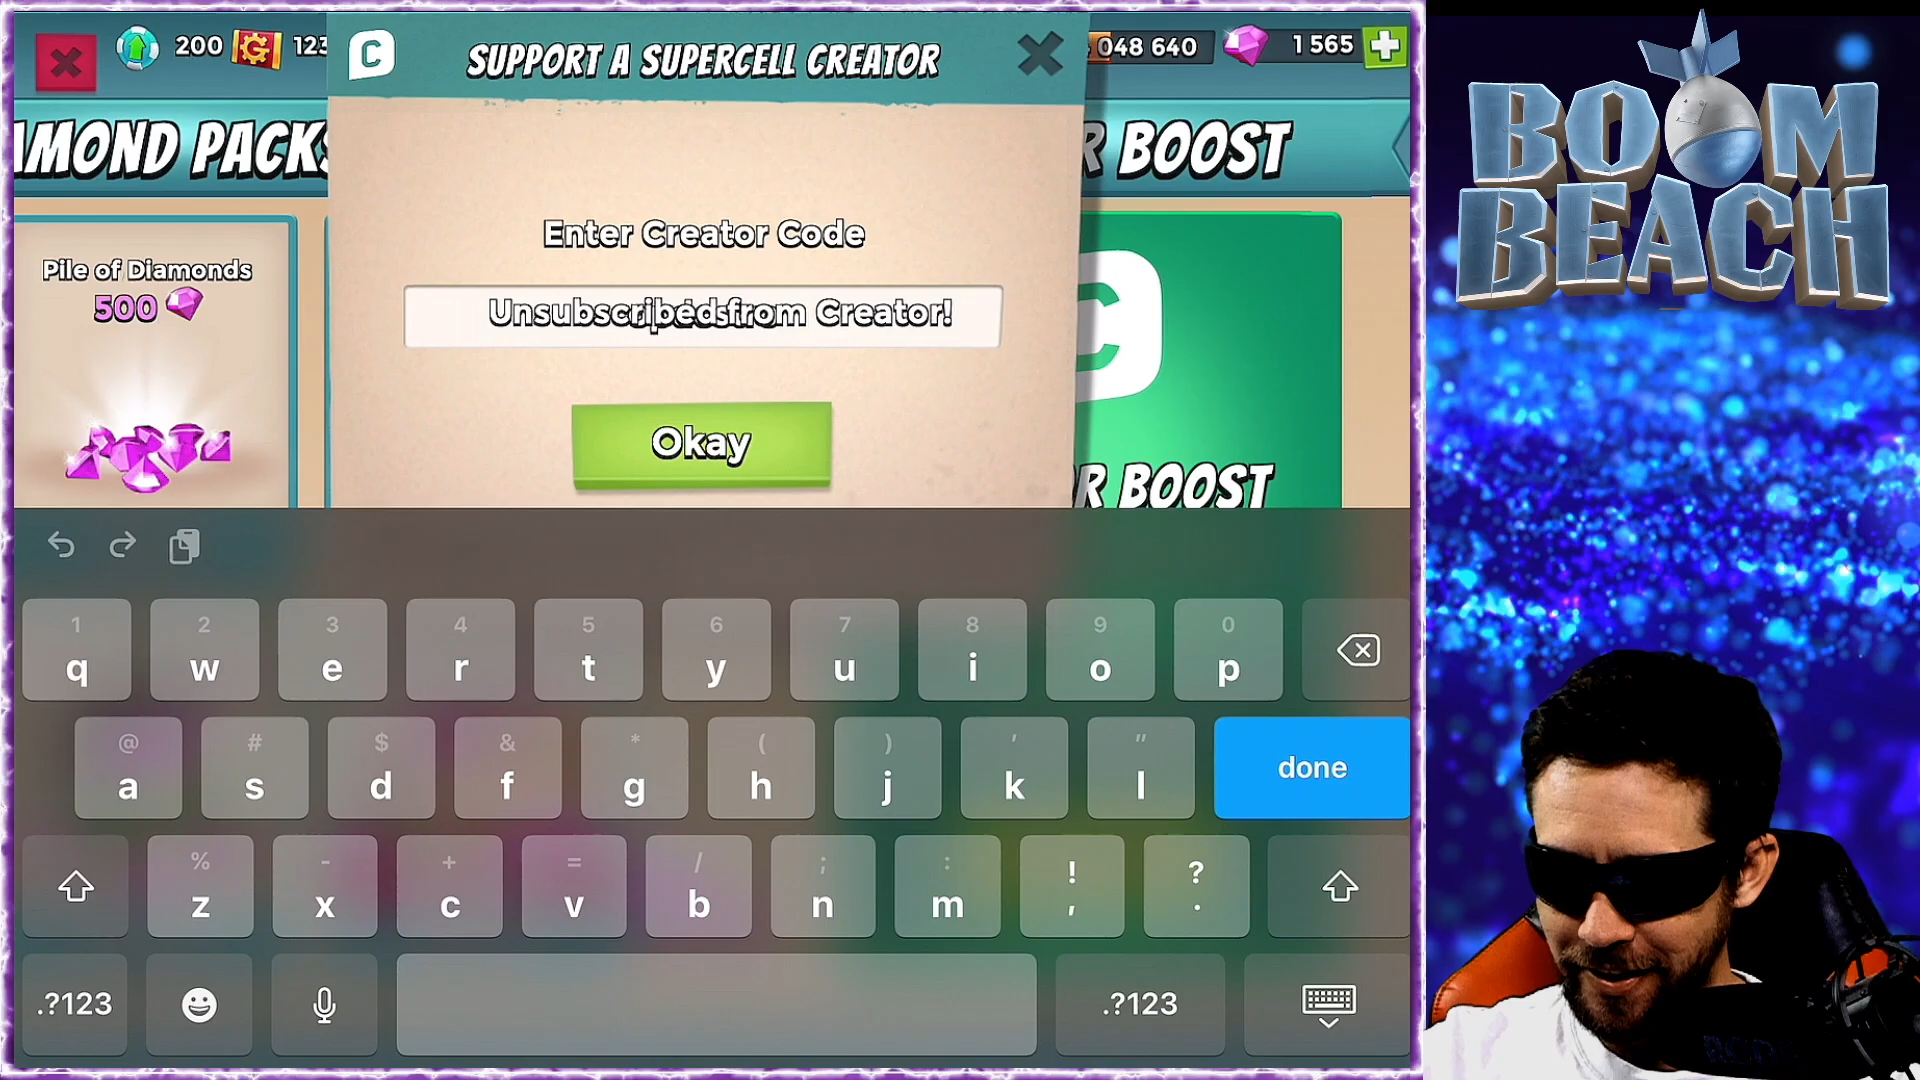 200
123
SUPPORT A SUPERCELL CREATOR
048 640
1 565
AMOND PACKS
R BOOST
BOOM
BEACH
Pile of Diamonds
500
Enter Creator Code
Unsubscribed from Creator!
Okay
R BOOST
1 2 3 4 5 6 7 8 9 0
q w e r t y u i o p
@ # $ & * ( ) ' "
a s d f g h j k l done
% - + = / ; : ! ?
z x c v b n m , .
.?123 .?123